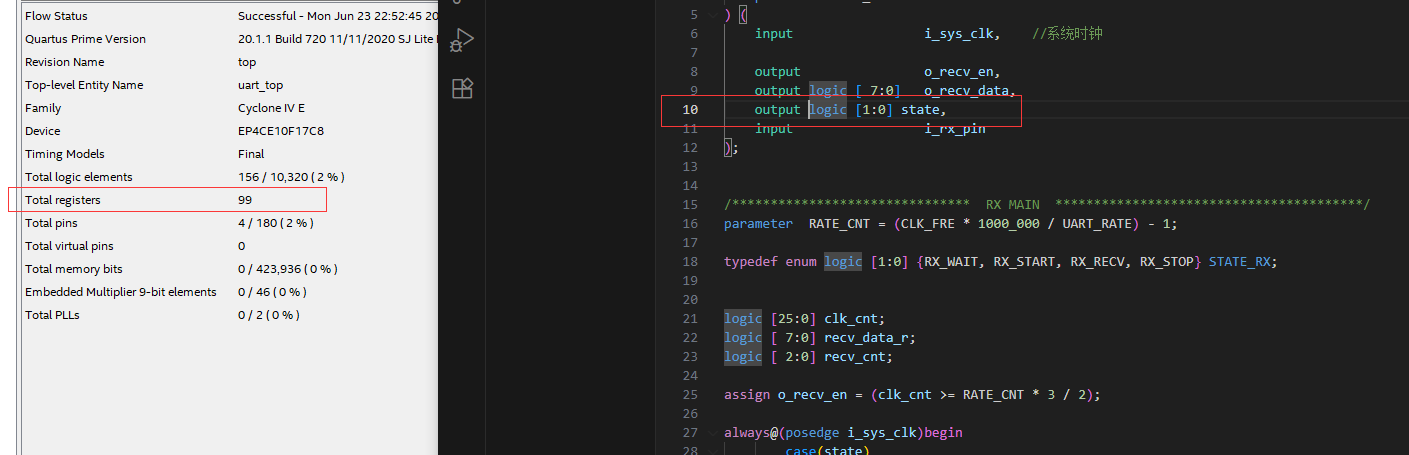 Flow Status Successful - Mon Jun 23 22:52:45 20
Quartus Prime Version 20.1.1 Build 720 11/11/2020 SJ Lite
Revision Name top
Top-level Entity Name uart_top
Family Cyclone IV E
Device EP4CE10F17C8
Timing Models Final
Total logic elements 156 / 10,320 ( 2 % )
Total registers 99
Total pins 4 / 180 ( 2 % )
Total virtual pins 0
Total memory bits 0 / 423,936 ( 0 % )
Embedded Multiplier 9-bit elements 0 / 46 ( 0 % )
Total PLLs 0 / 2 ( 0 % )
5 ) (
6 input i_sys_clk, //系统时钟
7
8 output o_recv_en,
9 output logic [ 7:0] o_recv_data,
10 output logic [1:0] state,
11 input i_rx_pin
12 );
13
14
15 /******************************* RX MAIN ****************************************/
16 parameter RATE_CNT = (CLK_FRE * 1000_000 / UART_RATE) - 1;
17
18 typedef enum logic [1:0] {RX_WAIT, RX_START, RX_RECV, RX_STOP} STATE_RX;
19
20
21 logic [25:0] clk_cnt;
22 logic [ 7:0] recv_data_r;
23 logic [ 2:0] recv_cnt;
24
25 assign o_recv_en = (clk_cnt >= RATE_CNT * 3 / 2);
26
27 always@(posedge i_sys_clk)begin
28 case(state)